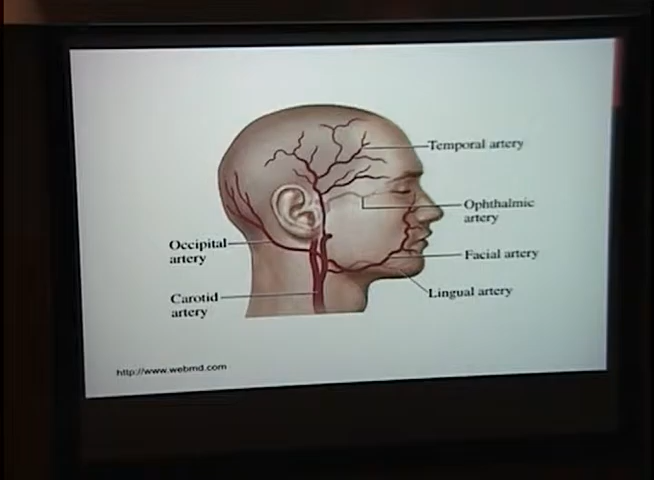 Temporal artery
Ophthalmic
artery
Occipital
artery
Facial artery
Carotid
artery
Lingual artery
http://www.webmd.com